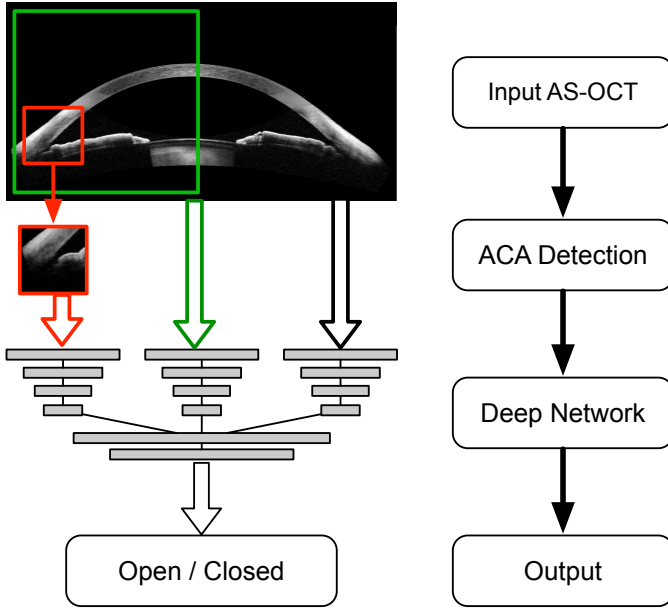 Input AS-OCT
ACA Detection
Deep Network
Open / Closed
Output